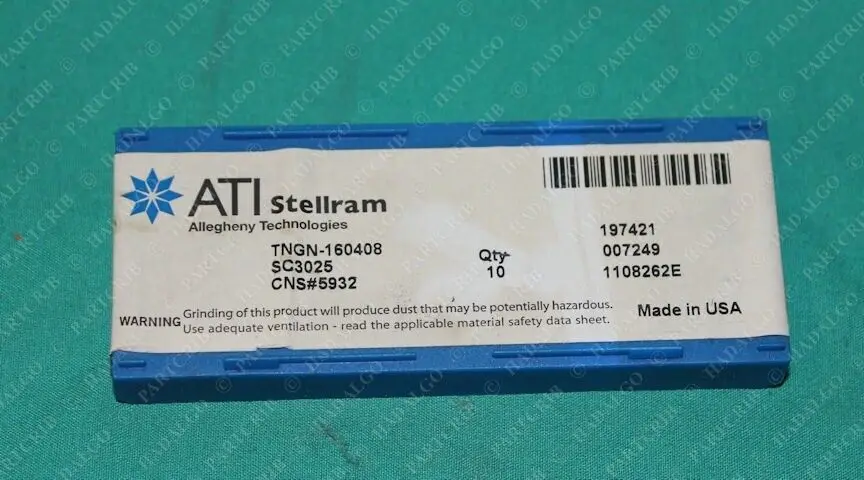 ATI Stellram
Allegheny Technologies
TNGN-160408
SC3025
CNS#5932
Qty
10
197421
007249
1108262E
WARNING Grinding of this product will produce dust that may be potentially hazardous.
Use adequate ventilation - read the applicable material safety data sheet.
Made in USA
© PARTCRIB © HADALGO